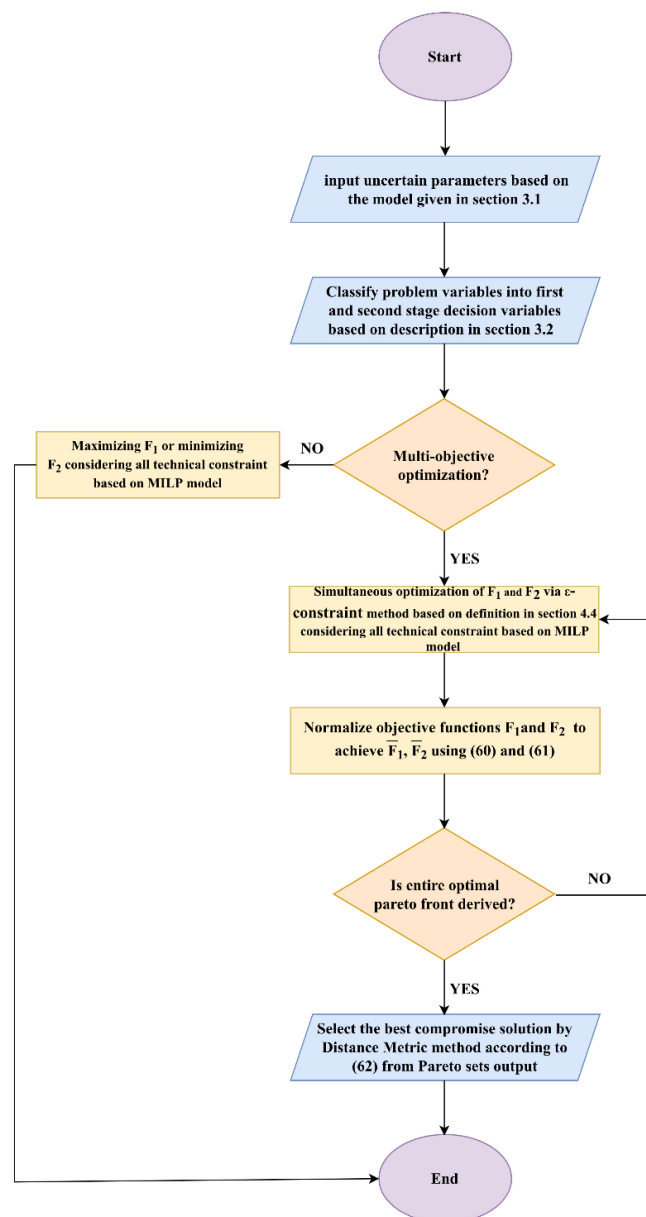 Start
input uncertain parameters based on
the model given in section 3.1
Classify problem variables into first
and second stage decision variables
based on description in section 3.2
Multi-objective
optimization?
NO
Maximizing F₁ or minimizing
F₂ considering all technical constraint
based on MILP model
YES
Simultaneous optimization of F₁ and F₂ via ε-
constraint method based on definition in section 4.4
considering all technical constraint based on MILP
model
Normalize objective functions F₁and F₂ to
achieve F̅₁, F̅₂ using (60) and (61)
Is entire optimal
pareto front derived?
NO
YES
Select the best compromise solution by
Distance Metric method according to
(62) from Pareto sets output
End